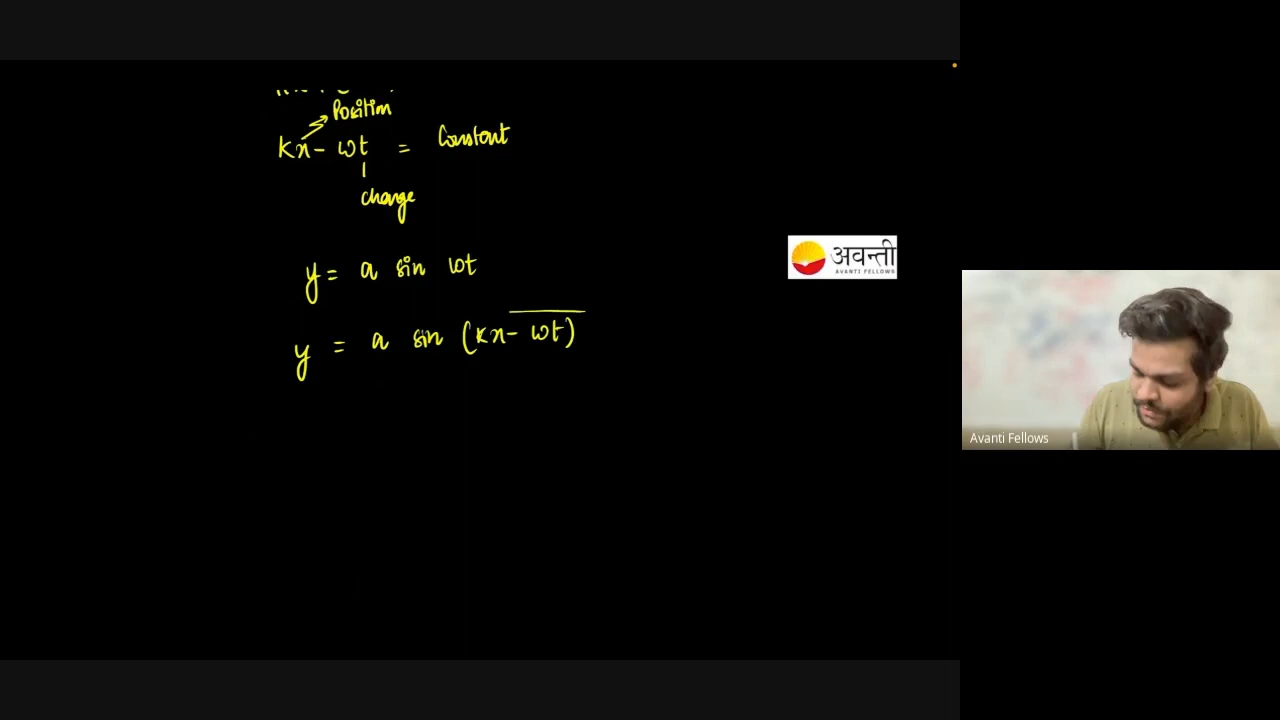 Position
Kx - ωt = Constant
change
y = a sin ωt
y = a sin (Kx - ωt)
अवन्ती
AVANTI FELLOWS
Avanti Fellows